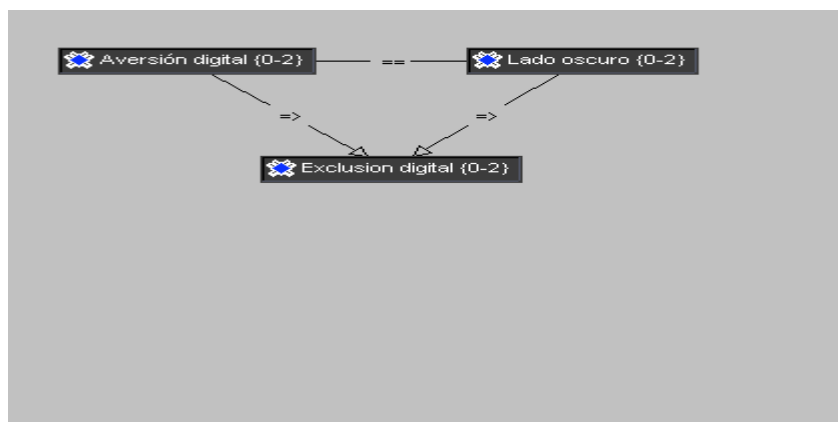 Aversión digital {0-2} == Lado oscuro {0-2}
=> =>
Exclusion digital {0-2}